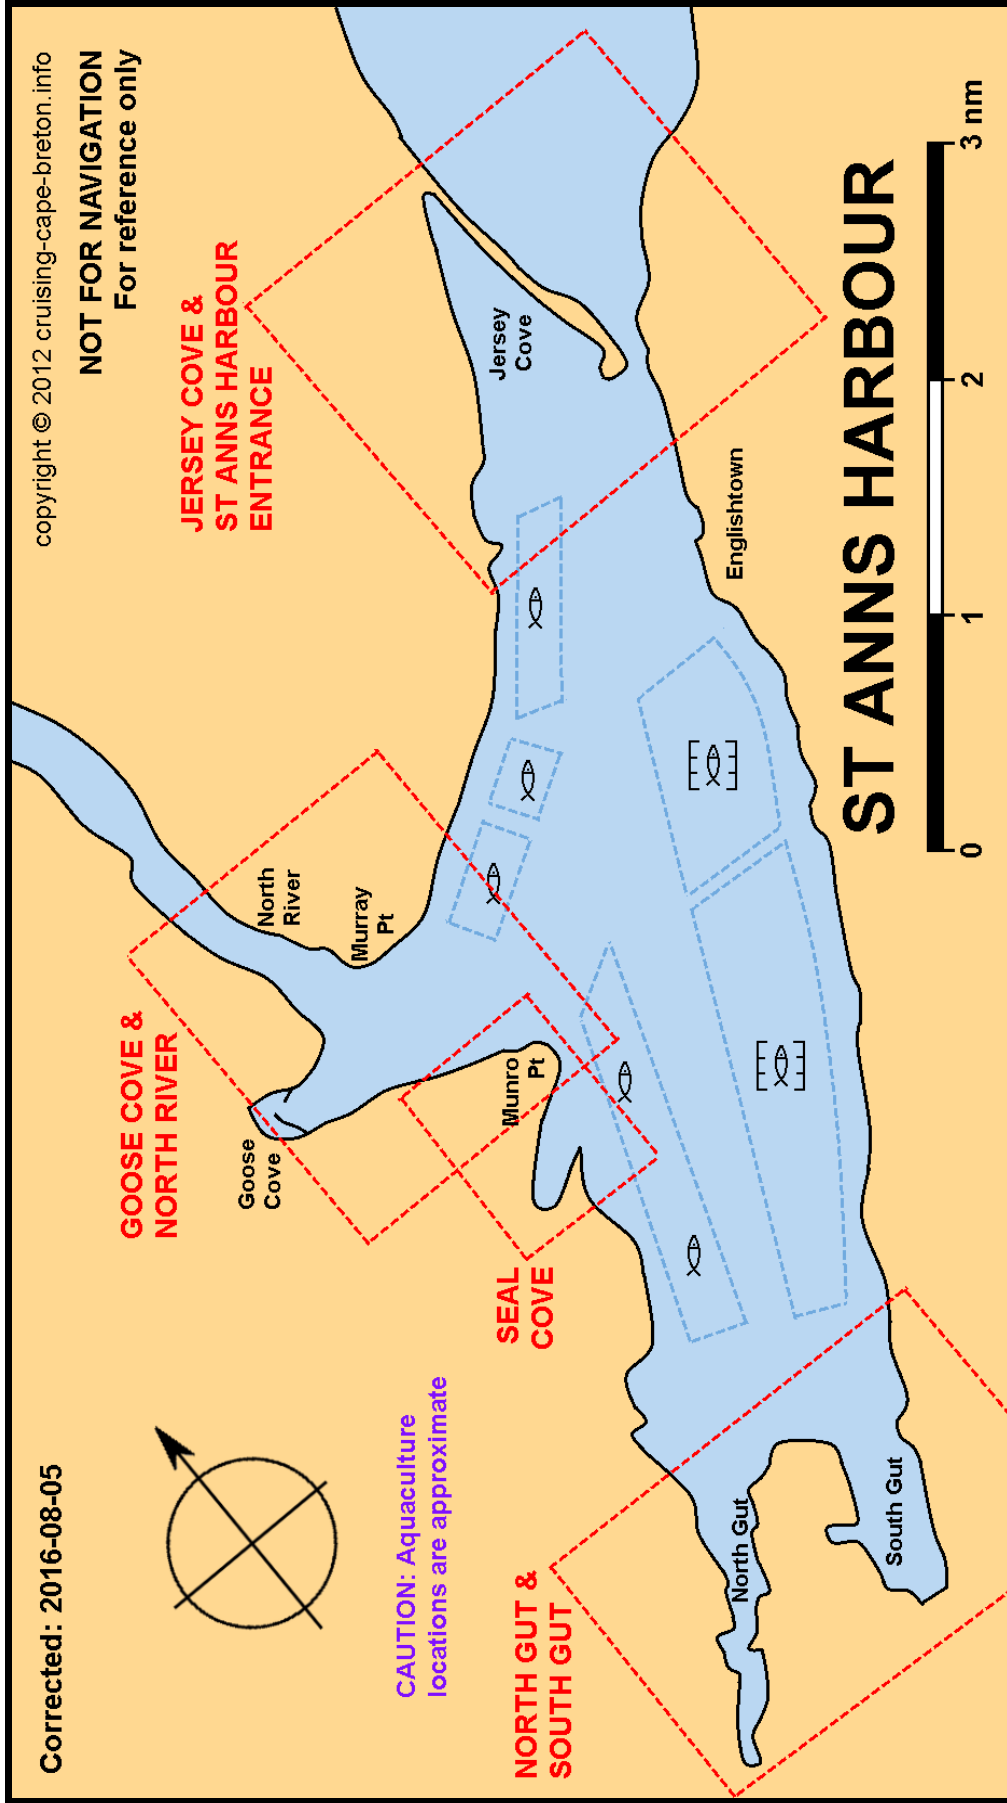 Corrected: 2016-08-05
copyright © 2012 cruising-cape-breton.info
NOT FOR NAVIGATION
For reference only
JERSEY COVE &
ST ANNS HARBOUR
ENTRANCE
GOOSE COVE &
NORTH RIVER
North
River
Murray
Pt
Goose
Cove
CAUTION: Aquaculture
locations are approximate
SEAL
COVE
Munro
Pt
Jersey
Cove
NORTH GUT &
SOUTH GUT
North Gut
South Gut
Englishtown
ST ANNS HARBOUR
0
1
2
3 nm